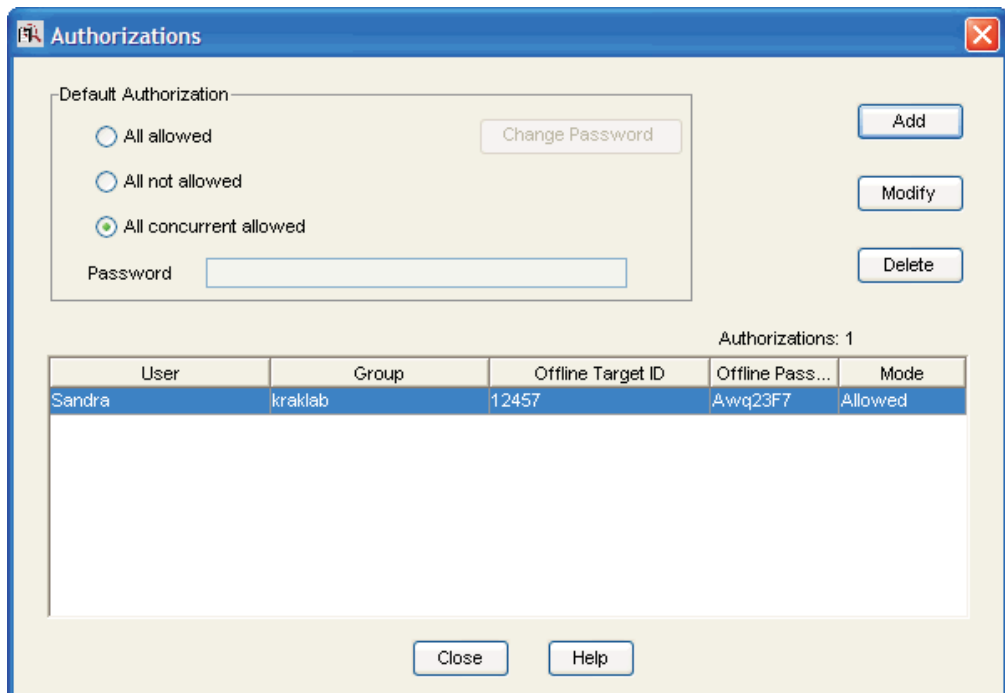 Authorizations
Default Authorization
All allowed
Change Password
Add
All not allowed
Modify
All concurrent allowed
Password
Delete
Authorizations: 1
User Group Offline Target ID Offline Pass... Mode
Sandra kraklab 12457 Awq23F7 Allowed
Close Help